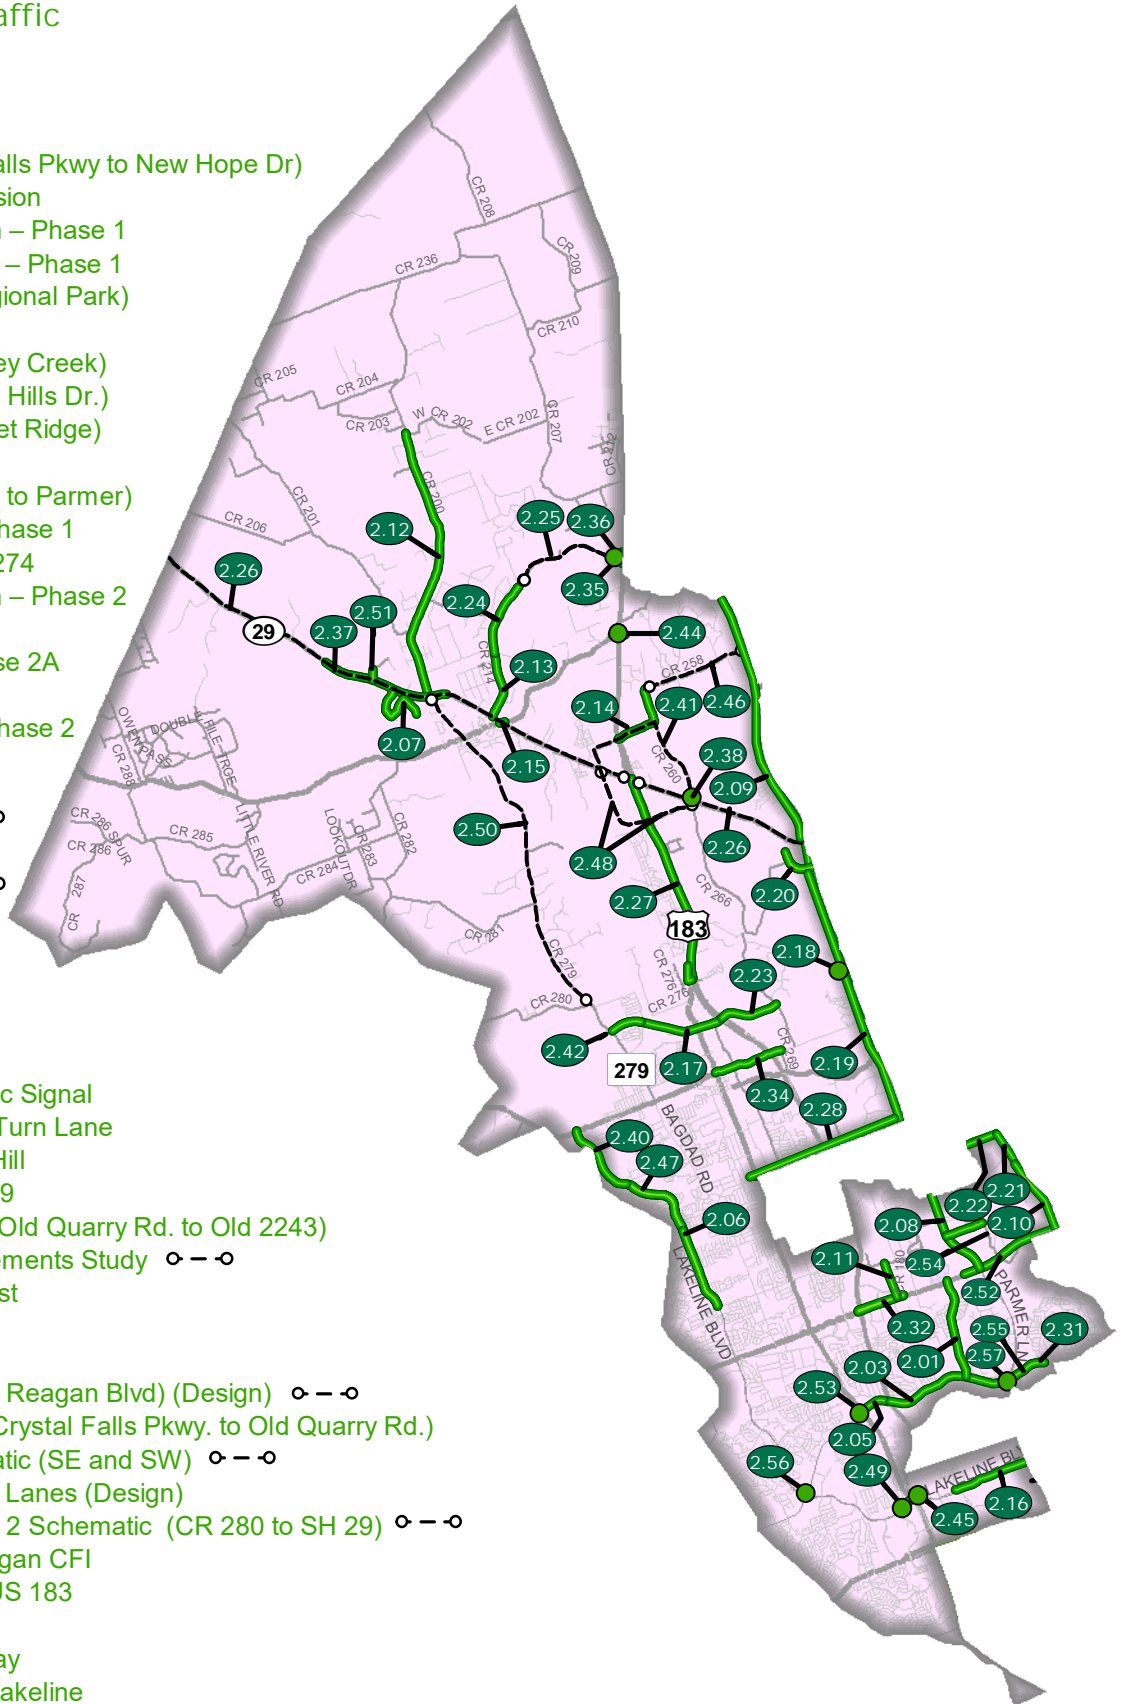 affic
alls Pkwy to New Hope Dr)
sion
n – Phase 1
– Phase 1
gional Park)
ey Creek)
Hills Dr.)
et Ridge)
to Parmer)
hase 1
274
n – Phase 2
se 2A
hase 2
c Signal
Turn Lane
Hill
9
Old Quarry Rd. to Old 2243)
ements Study
st
Reagan Blvd) (Design)
Crystal Falls Pkwy. to Old Quarry Rd.)
atic (SE and SW)
Lanes (Design)
2 Schematic (CR 280 to SH 29)
gan CFI
US 183
ay
akeline
CR 208
CR 209
CR 236
CR 210
CR 205
CR 204
CR 203
W CR 202
E CR 202
CR 207
CR 212
CR 200
CR 201
CR 206
2.12
2.25
2.36
2.35
2.26
2.24
2.51
2.37
29
2.44
CR 214
2.13
CR 258
2.14
2.41
2.46
2.07
2.15
CR 260
2.38
2.09
OWEN PASS
DOUBLE FILE TRCE
CR 288
2.50
2.48
2.26
CR 286 SPUR
CR 286
CR 285
LITTLE RIVER RD
LOOKOUT DR
CR 283
CR 282
CR 284
CR 287
CR 281
2.27
CR 266
2.20
183
2.18
CR 279
CR 276
CR 276
2.23
CR 280
2.42
279
2.17
CR 269
2.19
2.34
2.28
BAGDAD RD
2.40
2.47
2.06
LAKELINE BLVD
2.21
2.22
2.08
2.10
2.11
CR 180
2.54
2.52
PARMER LN
2.32
2.55
2.31
2.01
2.57
2.03
2.53
2.05
2.56
2.49
LAKELINE BLV
2.45
2.16